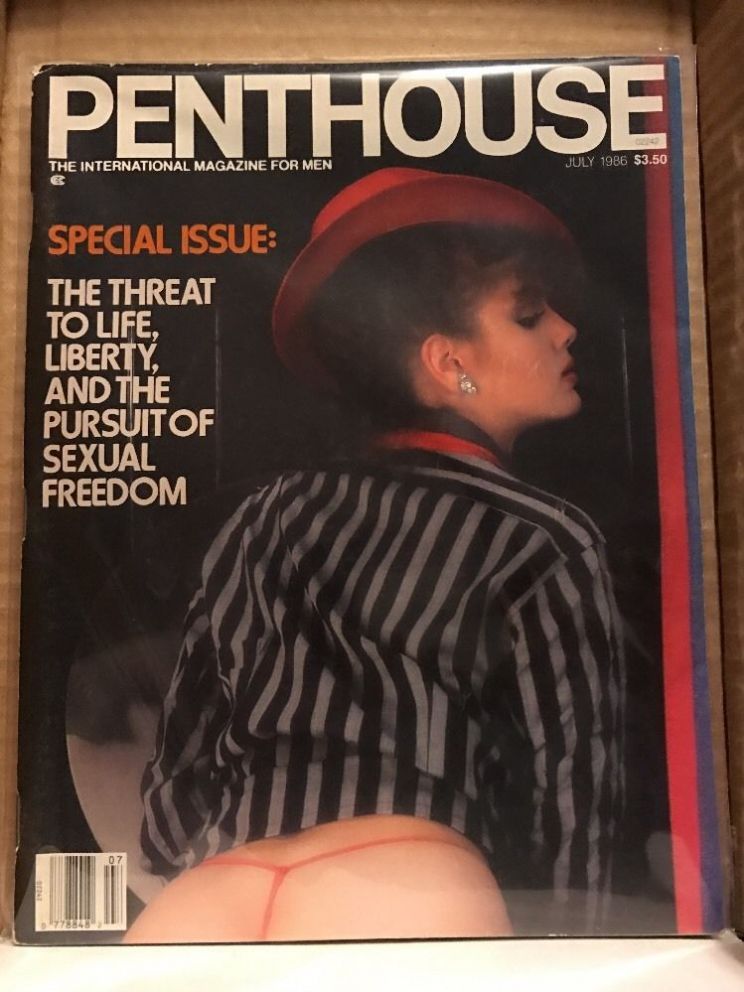 PENTHOUSE
THE INTERNATIONAL MAGAZINE FOR MEN
JULY 1986 $3.50
SPECIAL ISSUE:
THE THREAT
TO LIFE,
LIBERTY,
AND THE
PURSUIT OF
SEXUAL
FREEDOM
07